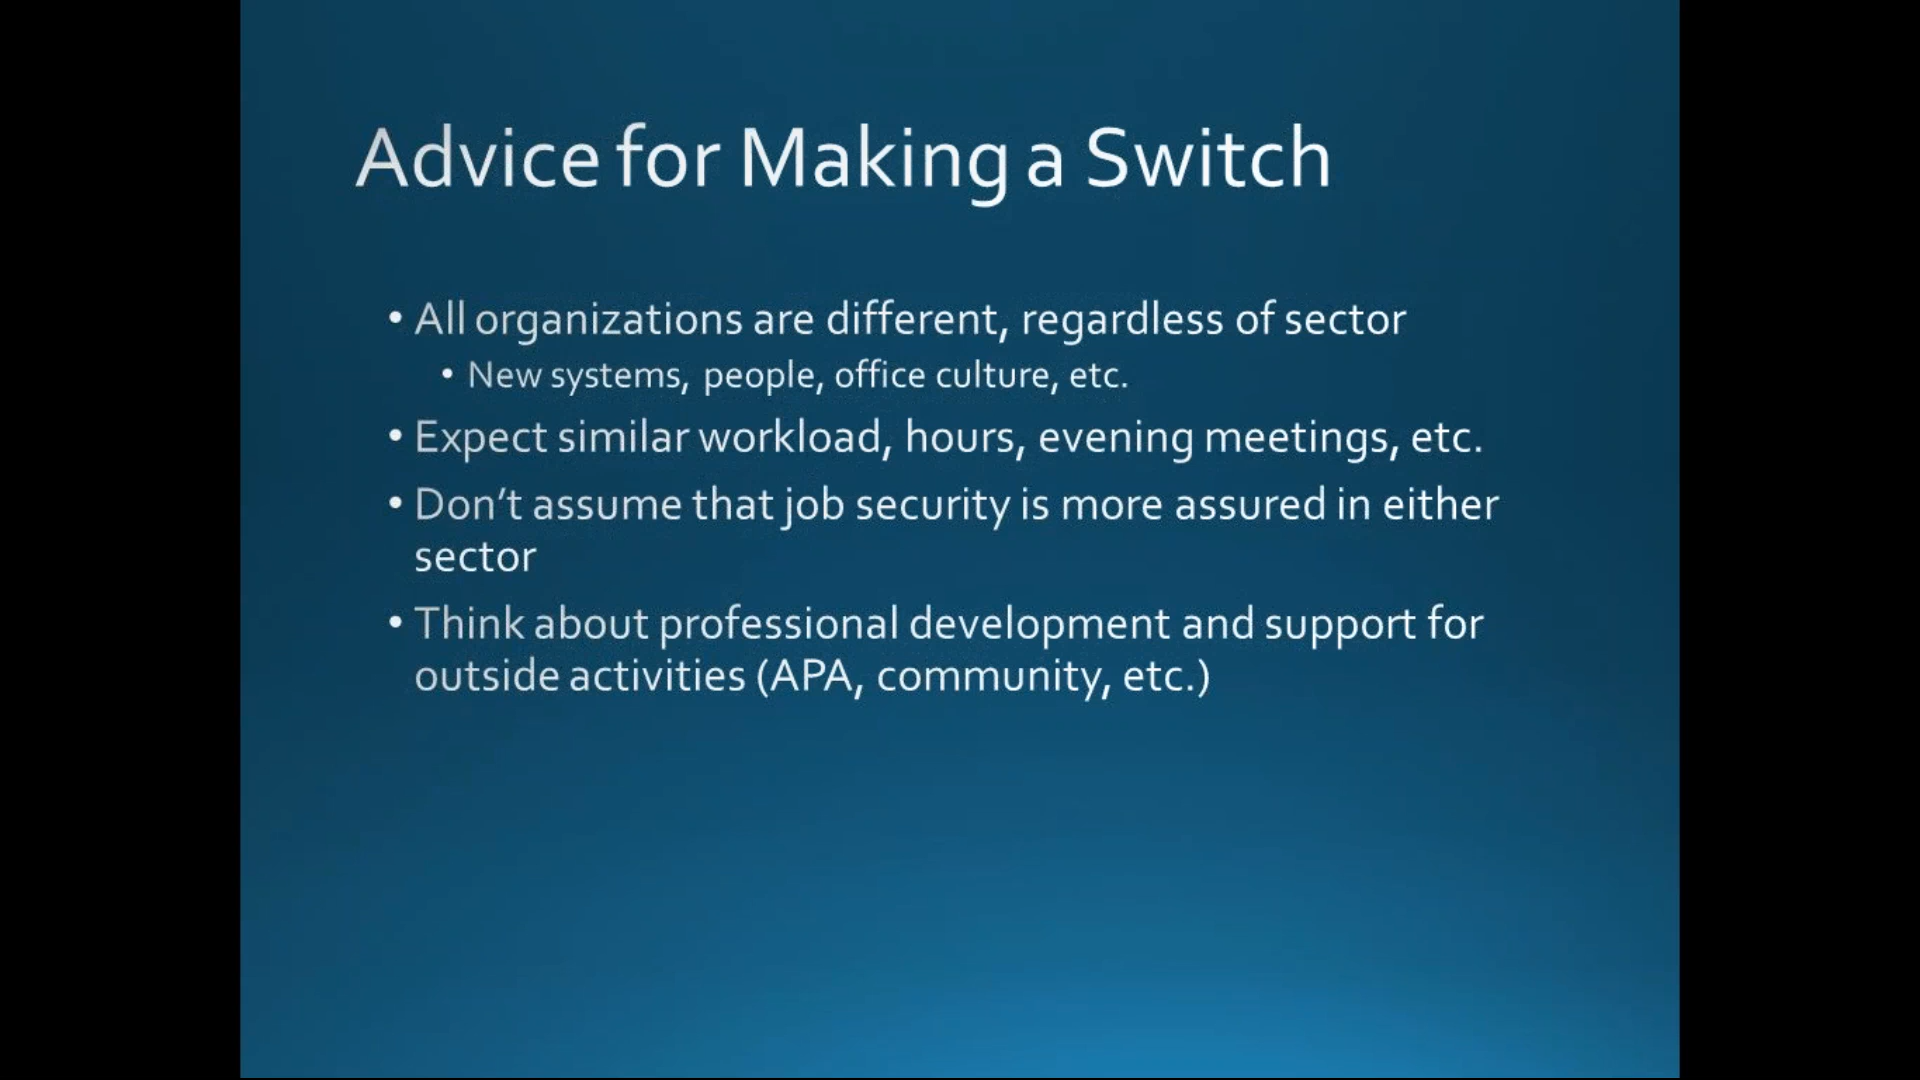 Advice for Making a Switch
• All organizations are different, regardless of sector
• New systems, people, office culture, etc.
• Expect similar workload, hours, evening meetings, etc.
• Don’t assume that job security is more assured in either
sector
• Think about professional development and support for
outside activities (APA, community, etc.)